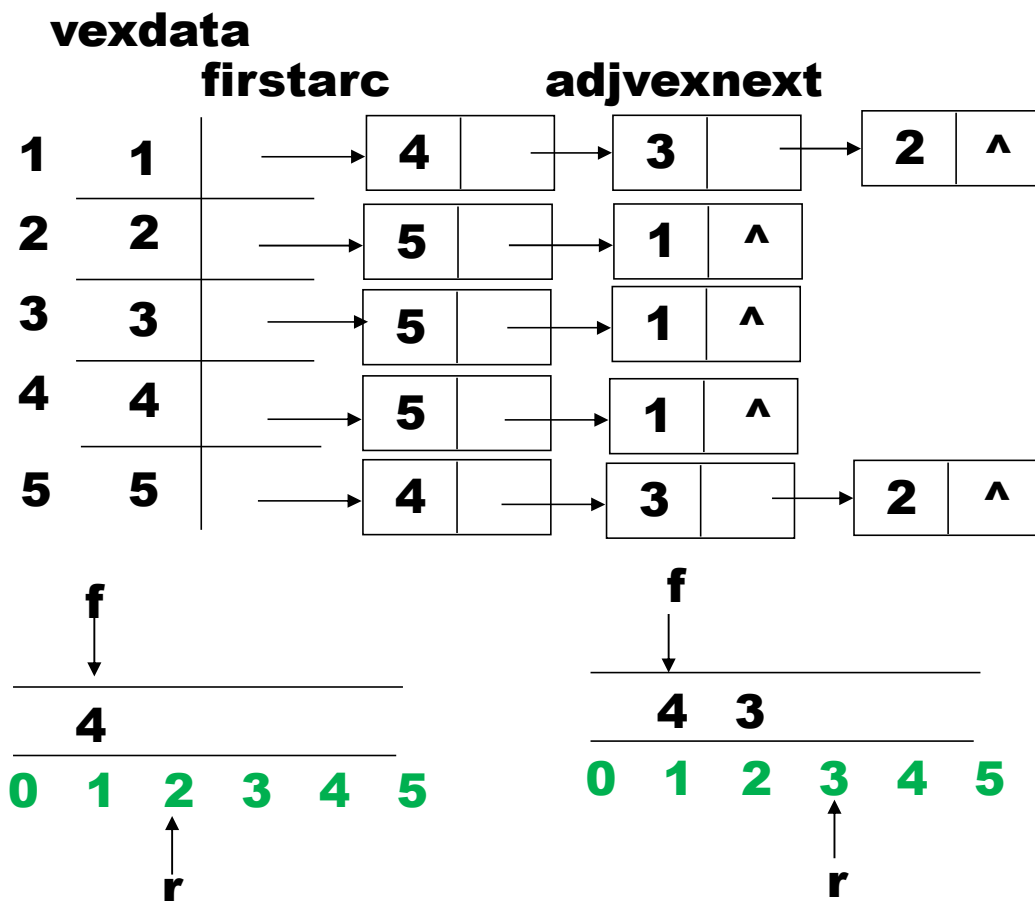 vexdata
firstarc adjvexnext
1 1 4 3 2 ^
2 2 5 1 ^
3 3 5 1 ^
4 4 5 1 ^
5 5 4 3 2 ^
f
4
0 1 2 3 4 5
r
f
4 3
0 1 2 3 4 5
r